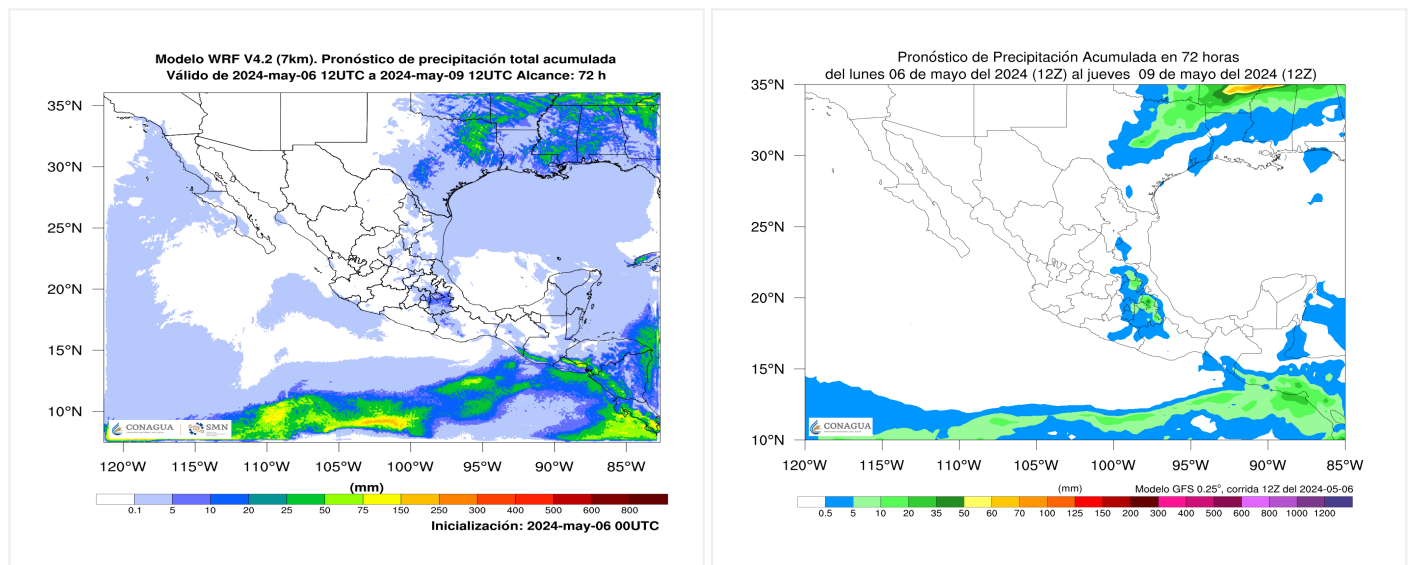 Modelo WRF V4.2 (7km). Pronóstico de precipitación total acumulada
Válido de 2024-may-06 12UTC a 2024-may-09 12UTC Alcance: 72 h
35°N
30°N
25°N
20°N
15°N
10°N
CONAGUA
SMN
120°W 115°W 110°W 105°W 100°W 95°W 90°W 85°W
(mm)
0.1 5 10 20 25 50 75 150 250 300 400 500 600 800
Inicialización: 2024-may-06 00UTC
Pronóstico de Precipitación Acumulada en 72 horas
del lunes 06 de mayo del 2024 (12Z) al jueves 09 de mayo del 2024 (12Z)
35°N
30°N
25°N
20°N
15°N
10°N
CONAGUA
120°W 115°W 110°W 105°W 100°W 95°W 90°W 85°W
(mm) Modelo GFS 0.25°, corrida 12Z del 2024-05-06
0.5 5 10 20 35 50 60 70 100 125 150 200 300 400 500 600 800 1000 1200